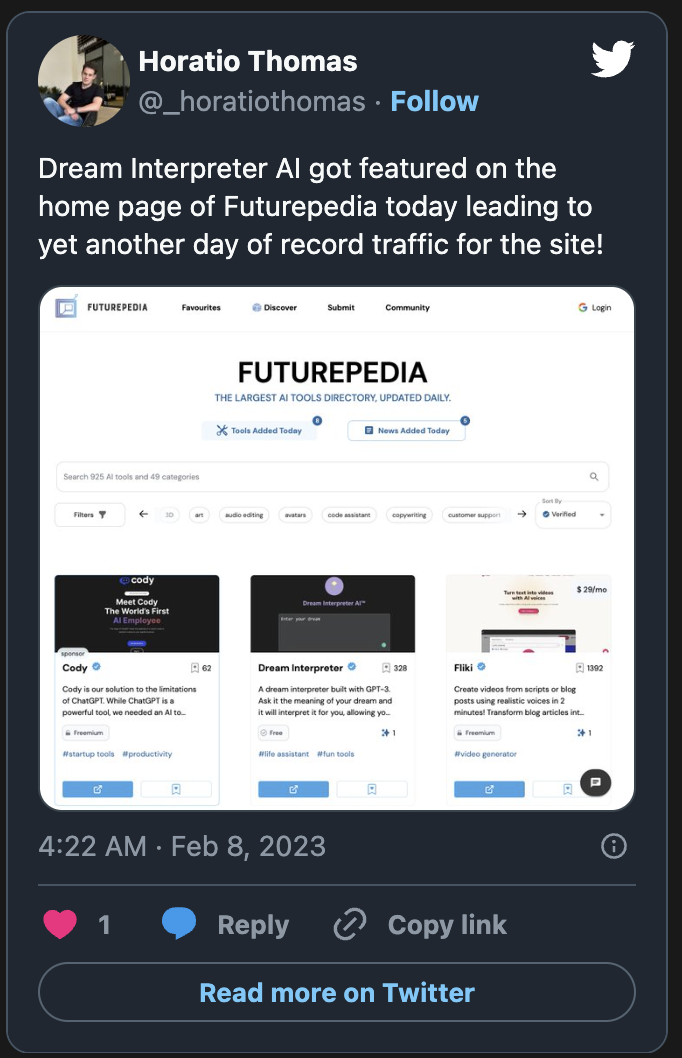 Horatio Thomas
@_horatiothomas · Follow
Dream Interpreter AI got featured on the
home page of Futurepedia today leading to
yet another day of record traffic for the site!
FUTUREPEDIA
Favourites
Discover
Submit
Community
Login
FUTUREPEDIA
THE LARGEST AI TOOLS DIRECTORY, UPDATED DAILY.
Tools Added Today
8
News Added Today
5
Search 925 AI tools and 49 categories
Filters
3D
art
audio editing
avatars
code assistant
copywriting
customer support
Sort By
Verified
cody
Meet Cody
The World's First
AI Employee
sponsor
Cody
62
Cody is our solution to the limitations
of ChatGPT. While ChatGPT is a
powerful tool, we needed an AI to...
Freemium
#startup tools #productivity
Dream Interpreter AI™
Enter your dream
Dream Interpreter
328
A dream interpreter built with GPT-3.
Ask it the meaning of your dream and
it will interpret it for you, allowing yo...
Free
1
#life assistant #fun tools
Turn text into videos
with AI voices
$ 29/mo
Fliki
1392
Create videos from scripts or blog
posts using realistic voices in 2
minutes! Transform blog articles int...
Freemium
1
#video generator
4:22 AM · Feb 8, 2023
1
Reply
Copy link
Read more on Twitter